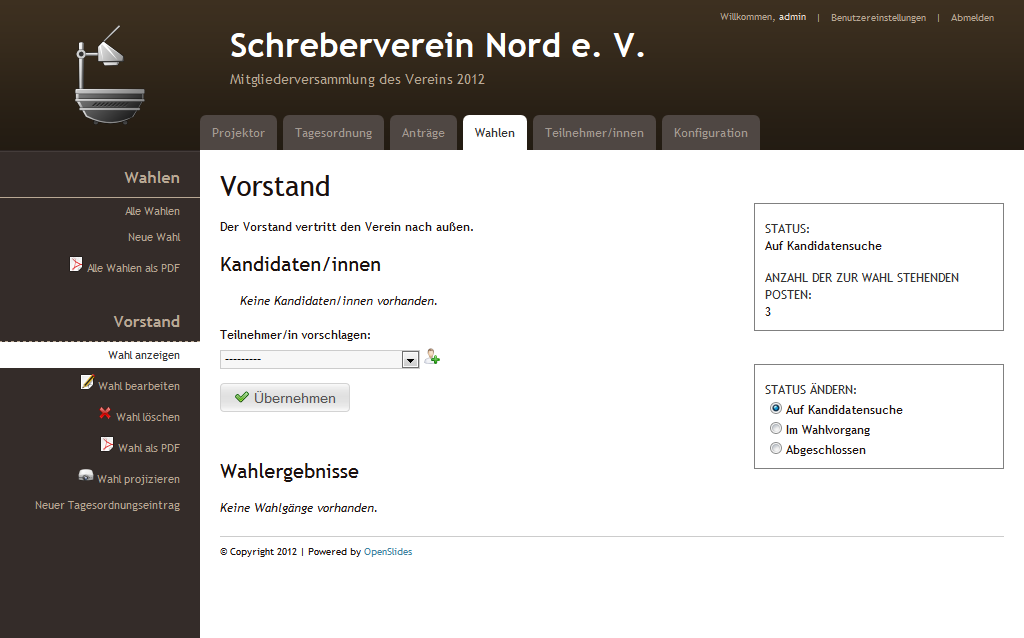 Willkommen, admin | Benutzereinstellungen | Abmelden
Schreberverein Nord e. V.
Mitgliederversammlung des Vereins 2012
Projektor Tagesordnung Anträge Wahlen Teilnehmer/innen Konfiguration
Wahlen
Alle Wahlen
Neue Wahl
Alle Wahlen als PDF
Vorstand
Wahl anzeigen
Wahl bearbeiten
Wahl löschen
Wahl als PDF
Wahl projizieren
Neuer Tagesordnungseintrag
Vorstand
Der Vorstand vertritt den Verein nach außen.
Kandidaten/innen
Keine Kandidaten/innen vorhanden.
Teilnehmer/in vorschlagen:
---------
Übernehmen
Wahlergebnisse
Keine Wahlgänge vorhanden.
STATUS:
Auf Kandidatensuche
ANZAHL DER ZUR WAHL STEHENDEN
POSTEN:
3
STATUS ÄNDERN:
Auf Kandidatensuche
Im Wahlvorgang
Abgeschlossen
© Copyright 2012 | Powered by OpenSlides